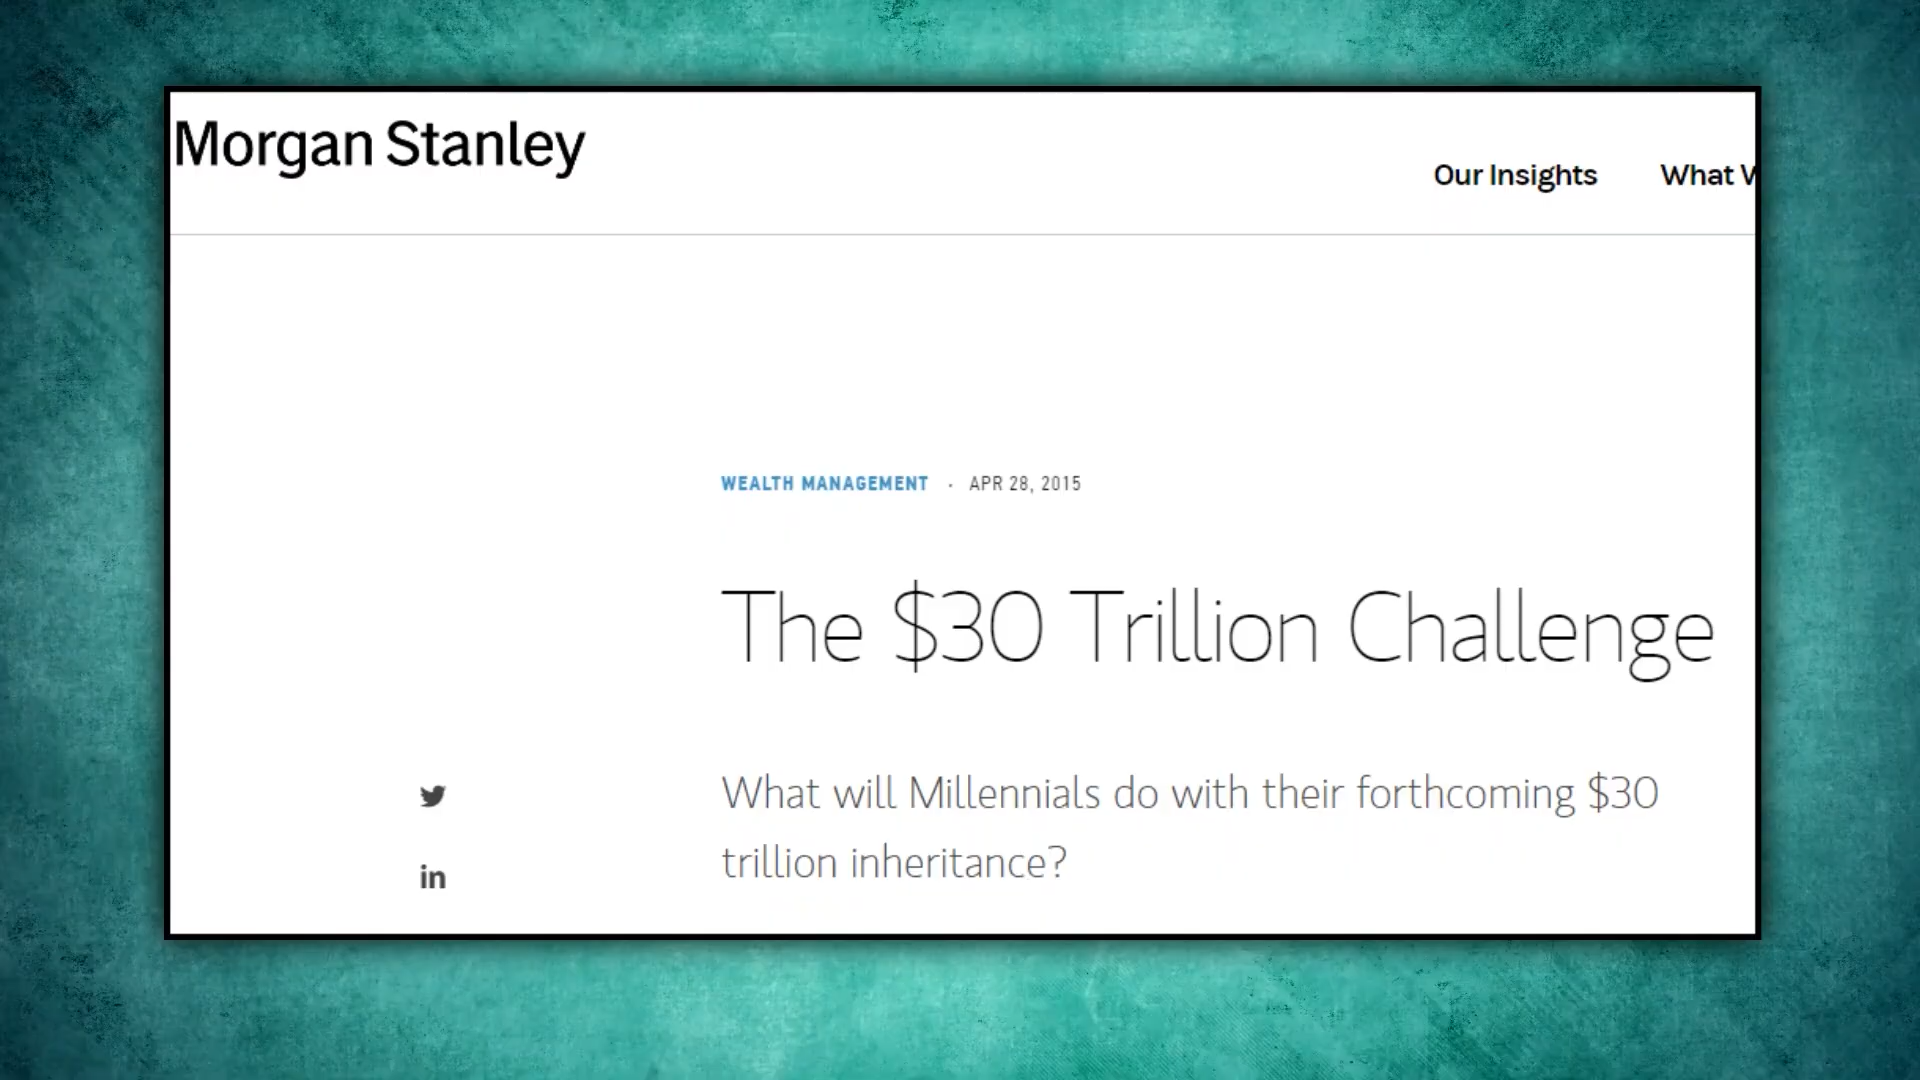 Morgan Stanley
Our Insights What
WEALTH MANAGEMENT · APR 28, 2015
The $30 Trillion Challenge
What will Millennials do with their forthcoming $30
trillion inheritance?
in